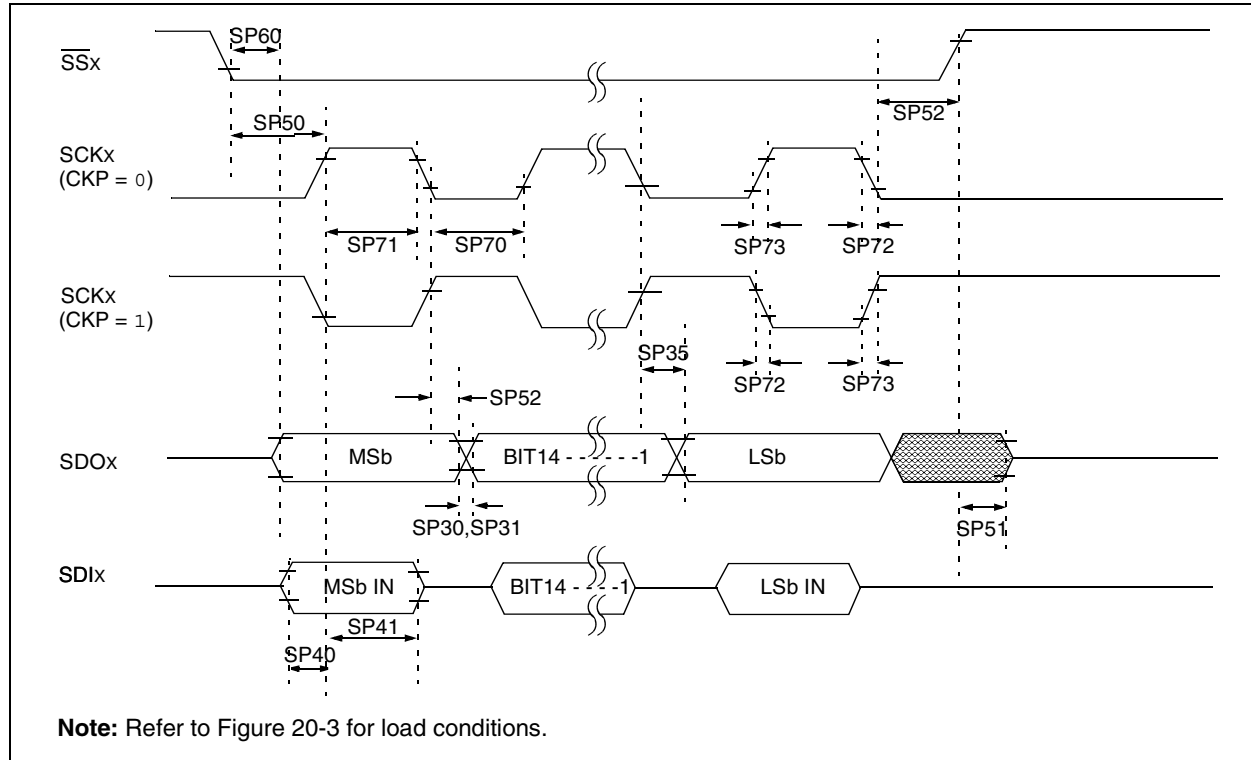 SP60
SSx
SP50
SP52
SCKx
(CKP = 0)
SP71
SP70
SP73
SP72
SCKx
(CKP = 1)
SP35
SP72
SP73
SP52
SDOx
MSb
BIT14 - - - - - -1
LSb
SP30,SP31
SP51
SDIx
MSb IN
BIT14 - - - -1
LSb IN
SP41
SP40
Note: Refer to Figure 20-3 for load conditions.